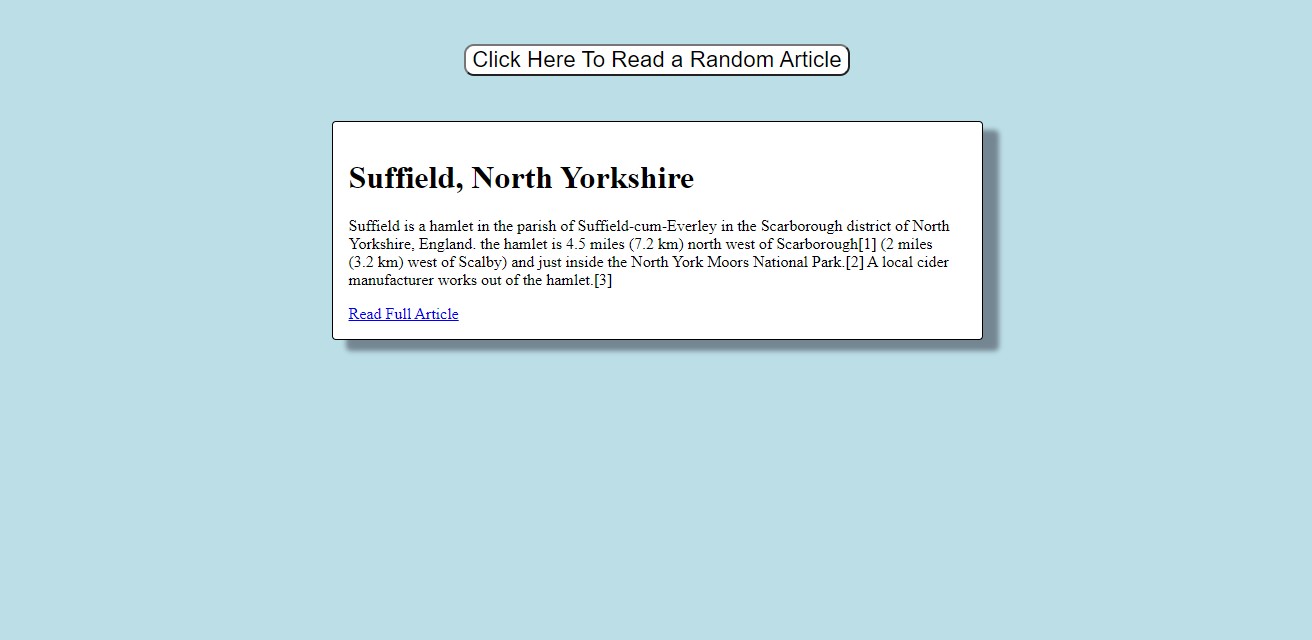 Click Here To Read a Random Article
Suffield, North Yorkshire
Suffield is a hamlet in the parish of Suffield-cum-Everley in the Scarborough district of North
Yorkshire, England. the hamlet is 4.5 miles (7.2 km) north west of Scarborough[1] (2 miles
(3.2 km) west of Scalby) and just inside the North York Moors National Park.[2] A local cider
manufacturer works out of the hamlet.[3]
Read Full Article